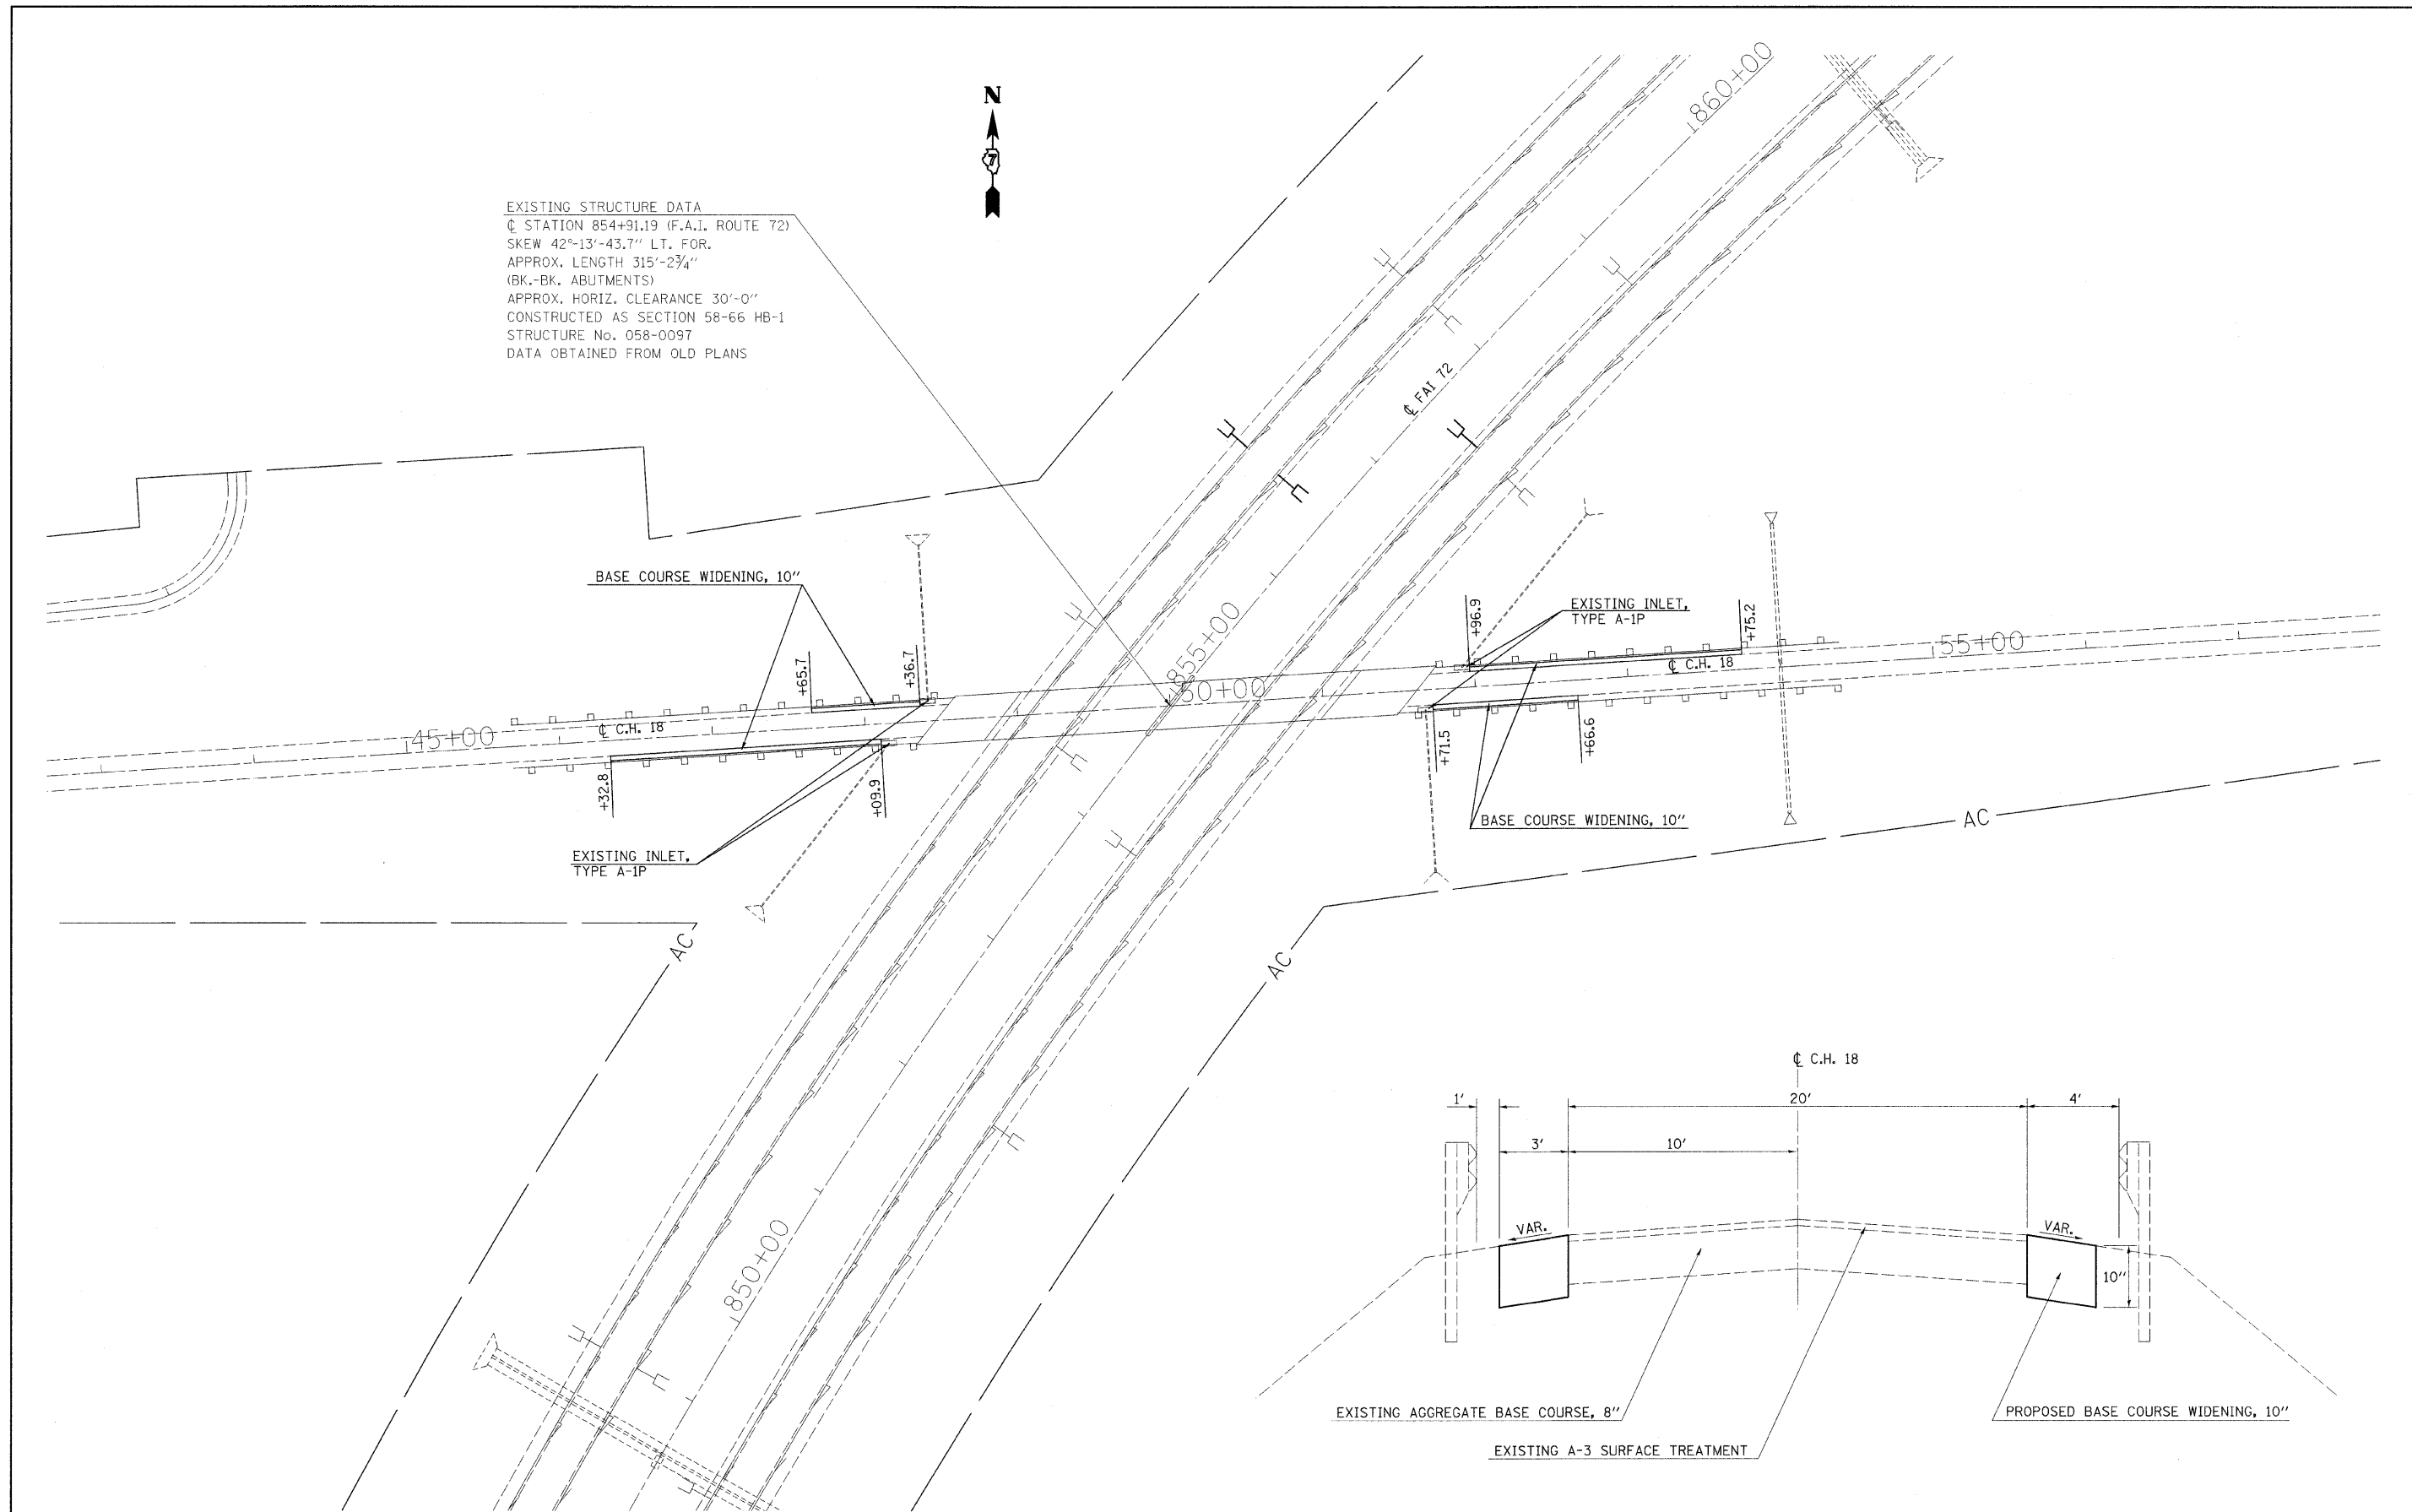 N
7
860+00
EXISTING STRUCTURE DATA
℄ STATION 854+91.19 (F.A.I. ROUTE 72)
SKEW 42°-13'-43.7" LT. FOR.
APPROX. LENGTH 315'-2¾"
(BK.-BK. ABUTMENTS)
APPROX. HORIZ. CLEARANCE 30'-0"
CONSTRUCTED AS SECTION 58-66 HB-1
STRUCTURE No. 058-0097
DATA OBTAINED FROM OLD PLANS
℄ FAI 72
BASE COURSE WIDENING, 10"
EXISTING INLET,
TYPE A-1P
+96.9
+75.2
+65.7
+36.7
855+00
50+00
℄ C.H. 18
55+00
45+00
℄ C.H. 18
+71.5
+66.6
+32.8
+09.9
BASE COURSE WIDENING, 10"
AC
EXISTING INLET,
TYPE A-1P
AC
AC
850+00
℄ C.H. 18
1'
20'
4'
3'
10'
VAR.
VAR.
10"
EXISTING AGGREGATE BASE COURSE, 8"
PROPOSED BASE COURSE WIDENING, 10"
EXISTING A-3 SURFACE TREATMENT